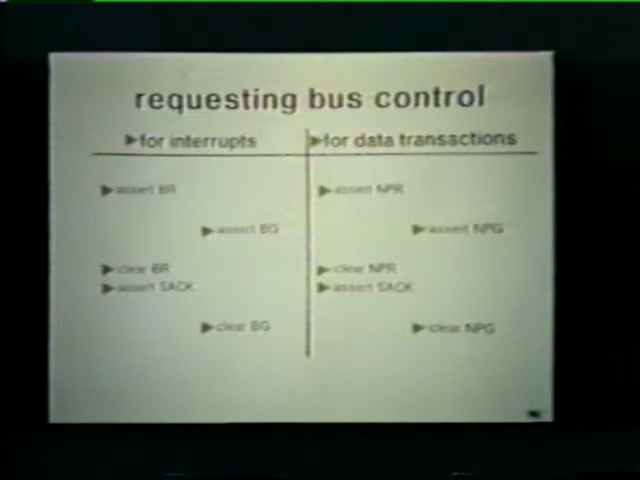 requesting bus control
▶for interrupts
▶for data transactions
▶assert BR
▶assert NPR
▶assert BG
▶assert NPG
▶clear BR
▶clear NPR
▶assert SACK
▶assert SACK
▶clear BG
▶clear NPG